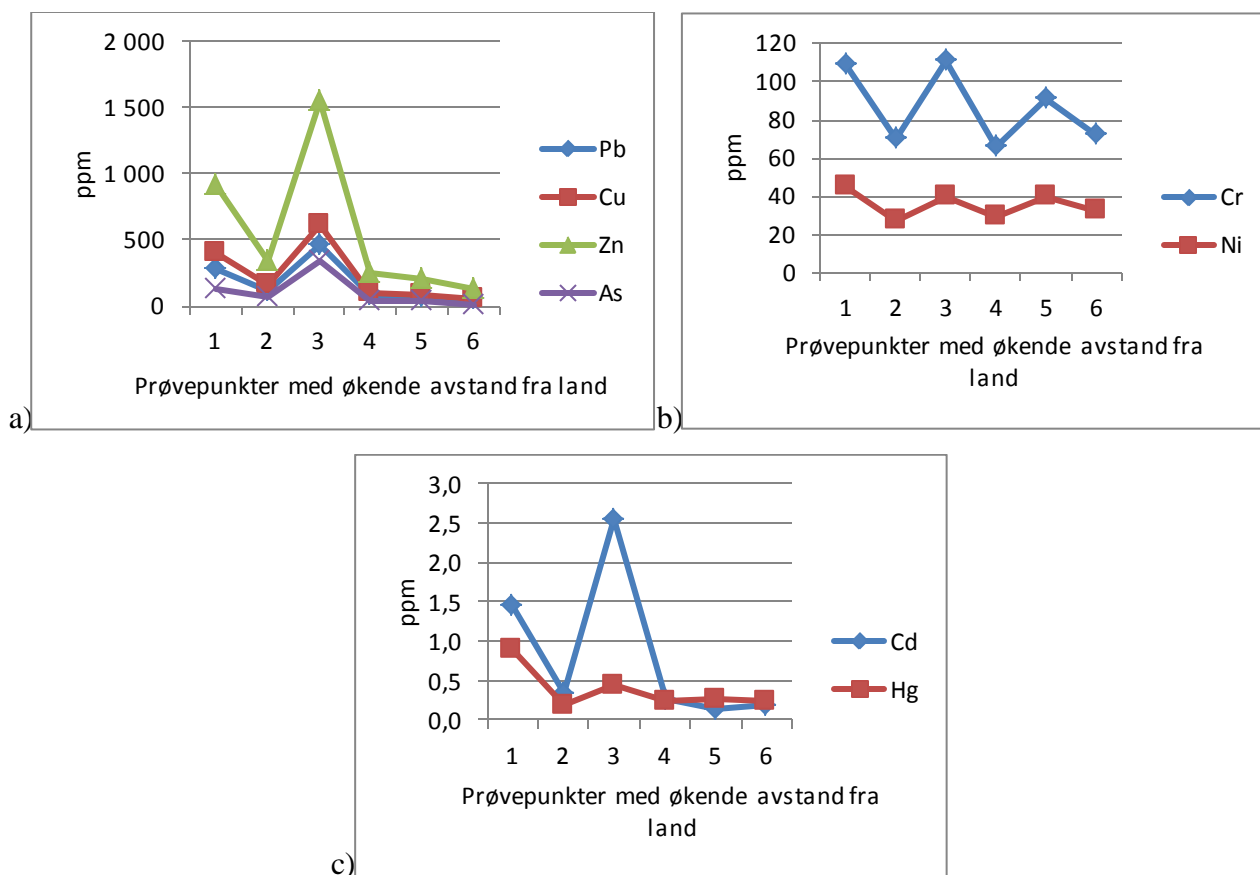 2 000
1 500
1 000
500
0
ppm
1 2 3 4 5 6
Prøvepunkter med økende avstand fra land
Pb
Cu
Zn
As
a)
120
100
80
60
40
20
0
ppm
1 2 3 4 5 6
Prøvepunkter med økende avstand fra
land
Cr
Ni
b)
3,0
2,5
2,0
1,5
1,0
0,5
0,0
ppm
1 2 3 4 5 6
Prøvepunkter med økende avstand fra
land
Cd
Hg
c)